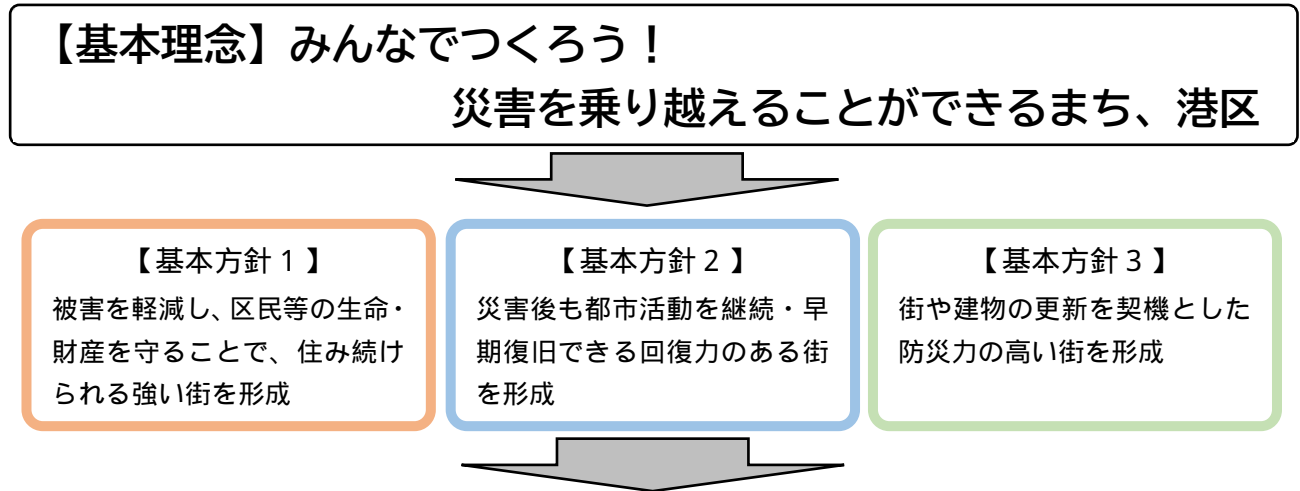 【基本理念】みんなでつくろう！
災害を乗り越えることができるまち、港区
【基本方針１】
被害を軽減し、区民等の生命・
財産を守ることで、住み続け
られる強い街を形成
【基本方針２】
災害後も都市活動を継続・早
期復旧できる回復力のある街
を形成
【基本方針３】
街や建物の更新を契機とした
防災力の高い街を形成